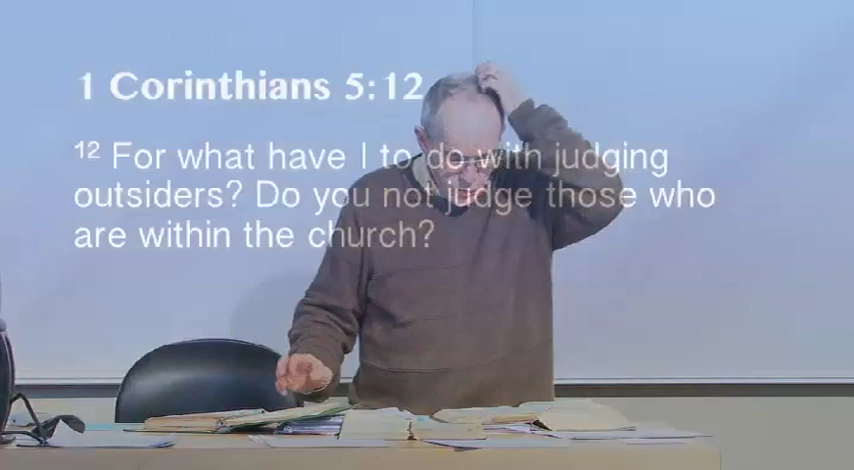 1 Corinthians 5:12
12 For what have I to do with judging
outsiders? Do you not judge those who
are within the church?